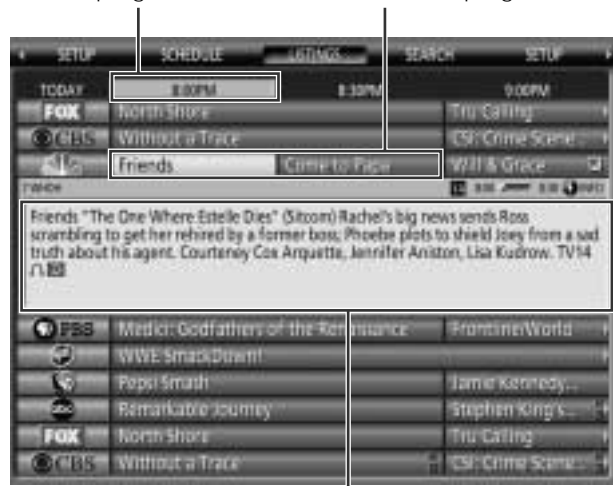 SETUP SCHEDULE LISTINGS SEARCH SETUP
TODAY 8:00PM 8:30PM 9:00PM
FOX North Shore Tru Calling
CBS Without a Trace CSI: Crime Scene...
Friends Come to Papa Will & Grace
Friends "The One Where Estelle Dies" (Sitcom) Rachel's big news sends Ross
scrambling to get her rehired by a former boss; Phoebe plots to shield Joey from a sad
truth about his agent. Courteney Cox Arquette, Jennifer Aniston, Lisa Kudrow. TV14
PBS Medici: Godfathers of the Renaissance Frontline/World
WWE SmackDown!
Pepsi Smash Jamie Kennedy...
abc Remarkable Journey Stephen King's...
FOX North Shore Tru Calling
CBS Without a Trace CSI: Crime Scene...